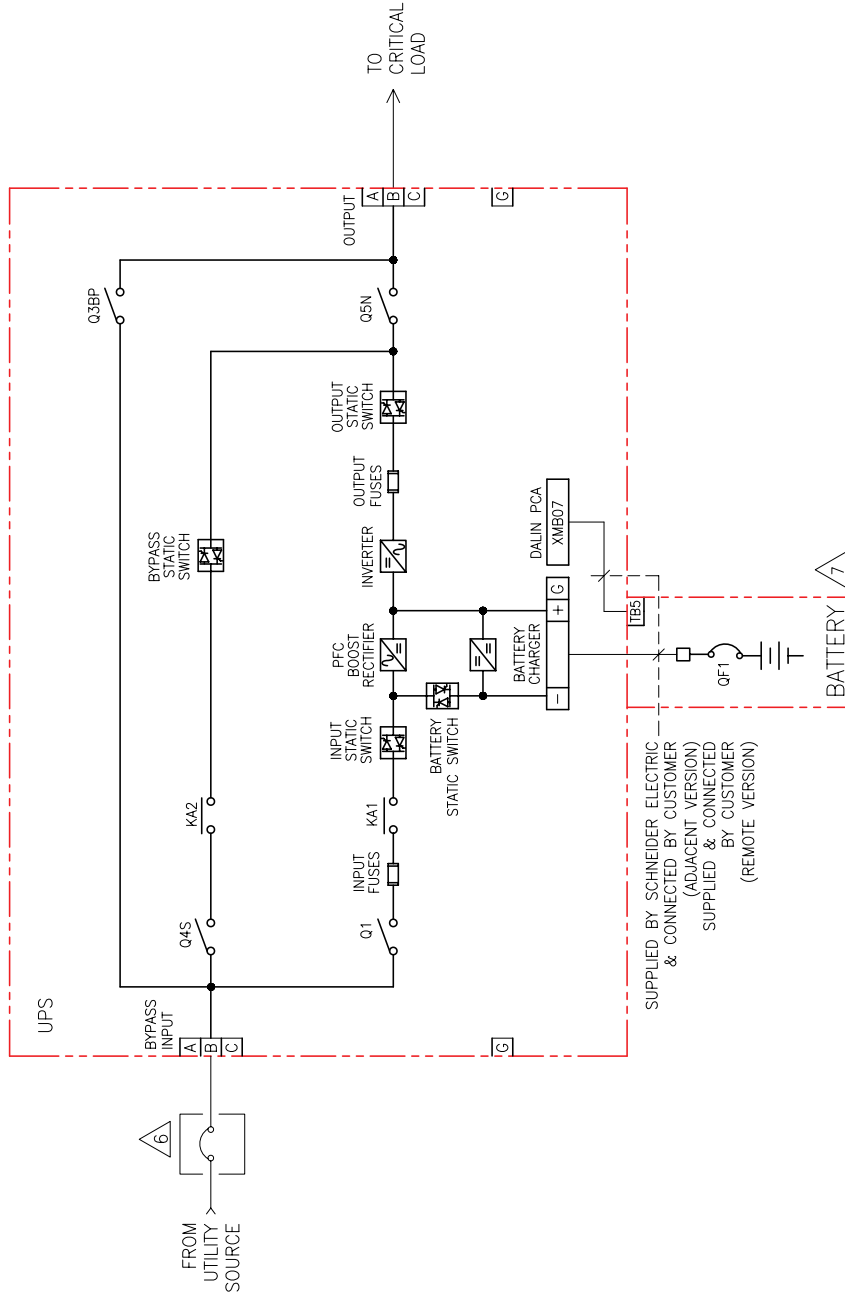 UPS
FROM
UTILITY
SOURCE
6
BYPASS
INPUT
A
B
C
G
Q4S
KA2
BYPASS
STATIC
SWITCH
Q3BP
Q1
INPUT
FUSES
KA1
INPUT
STATIC
SWITCH
PFC
BOOST
RECTIFIER
INVERTER
OUTPUT
FUSES
OUTPUT
STATIC
SWITCH
Q5N
OUTPUT
A
B
C
G
TO
CRITICAL
LOAD
BATTERY
STATIC SWITCH
BATTERY
CHARGER
-
+
G
DALIN PCA
XMB07
TB5
SUPPLIED BY SCHNEIDER ELECTRIC
& CONNECTED BY CUSTOMER
(ADJACENT VERSION)
SUPPLIED & CONNECTED
BY CUSTOMER
(REMOTE VERSION)
QF1
BATTERY
7